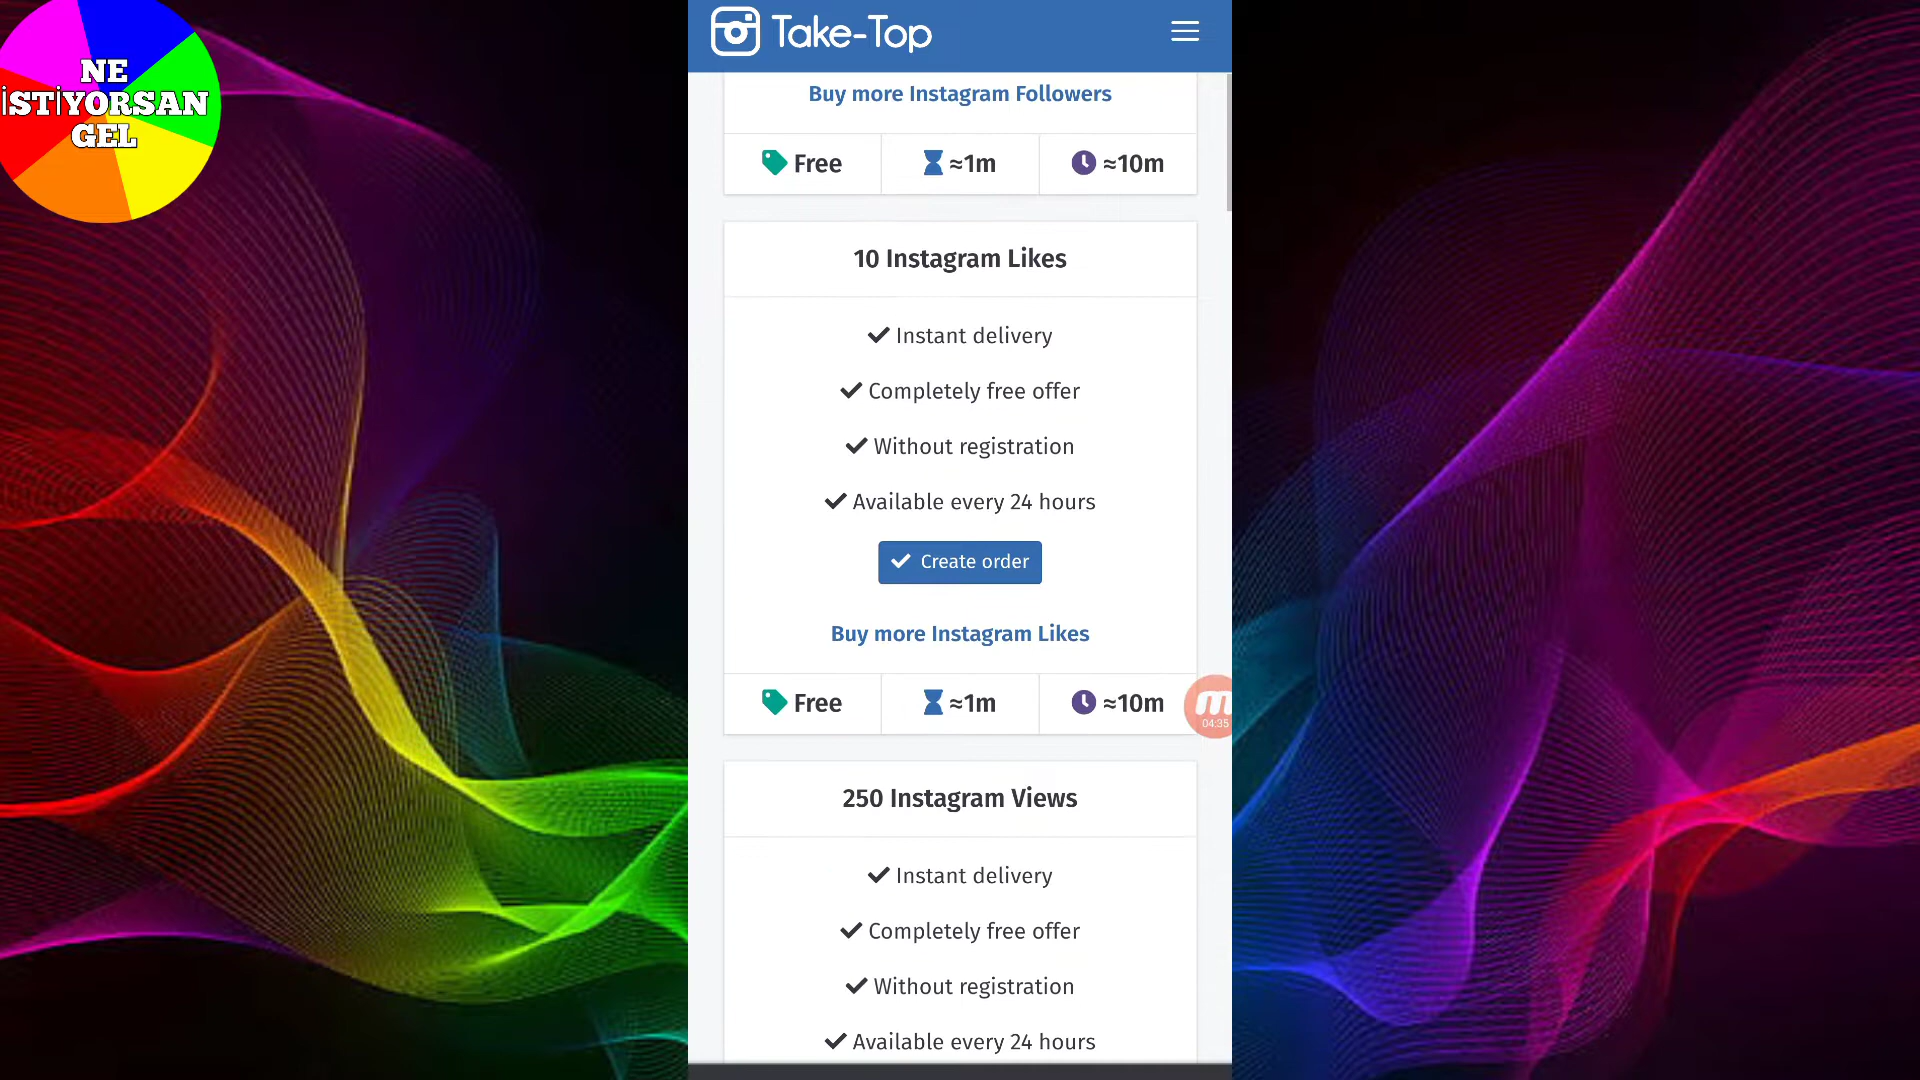 NE
İSTİYORSAN
GEL
Take-Top
Buy more Instagram Followers
Free ≈1m ≈10m
10 Instagram Likes
Instant delivery
Completely free offer
Without registration
Available every 24 hours
Create order
Buy more Instagram Likes
Free ≈1m ≈10m
04:35
250 Instagram Views
Instant delivery
Completely free offer
Without registration
Available every 24 hours